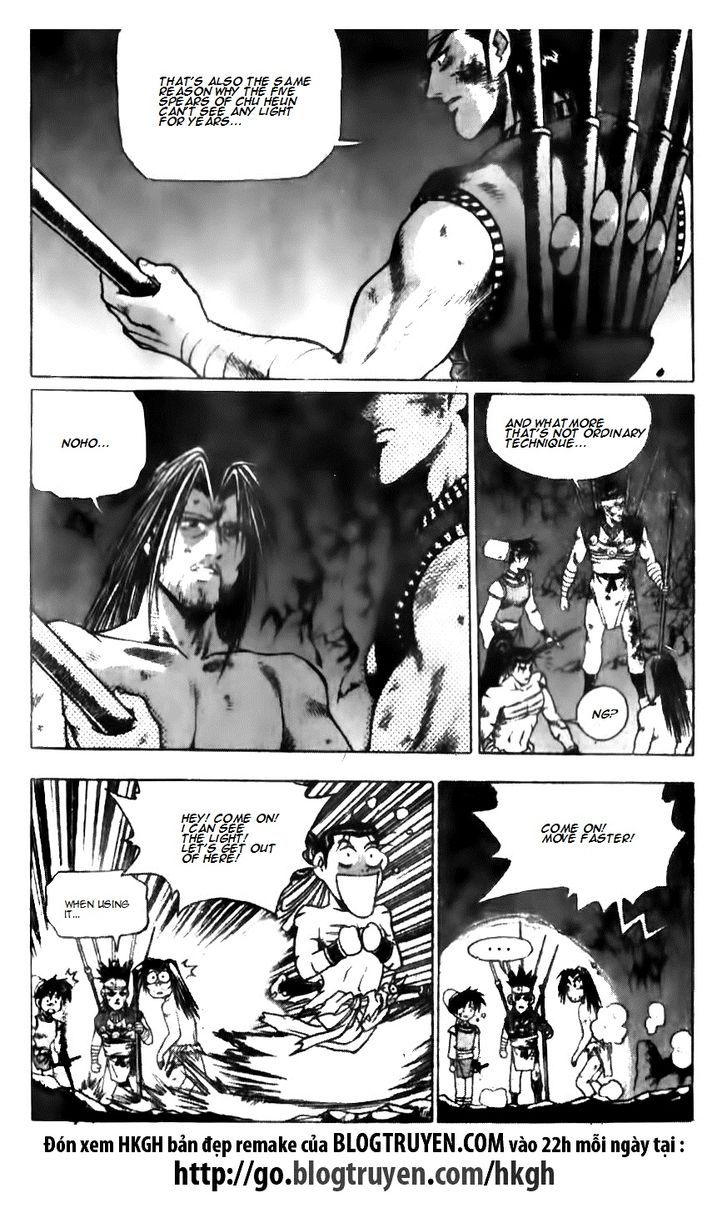 THAT'S ALSO THE SAME
REASON WHY THE FIVE
SPEARS OF CHU HEUN
CAN'T SEE ANY LIGHT
FOR YEARS...
NOHO...
AND WHAT MORE
THAT'S NOT ORDINARY
TECHNIQUE...
NG?
HEY! COME ON!
I CAN SEE
THE LIGHT!
LET'S GET OUT
OF HERE!
WHEN USING
IT...
COME ON!
MOVE FASTER!
...
Đón xem HKGH bản đẹp remake của BLOGTRUYEN.COM vào 22h mỗi ngày tại :
http://go.blogtruyen.com/hkgh